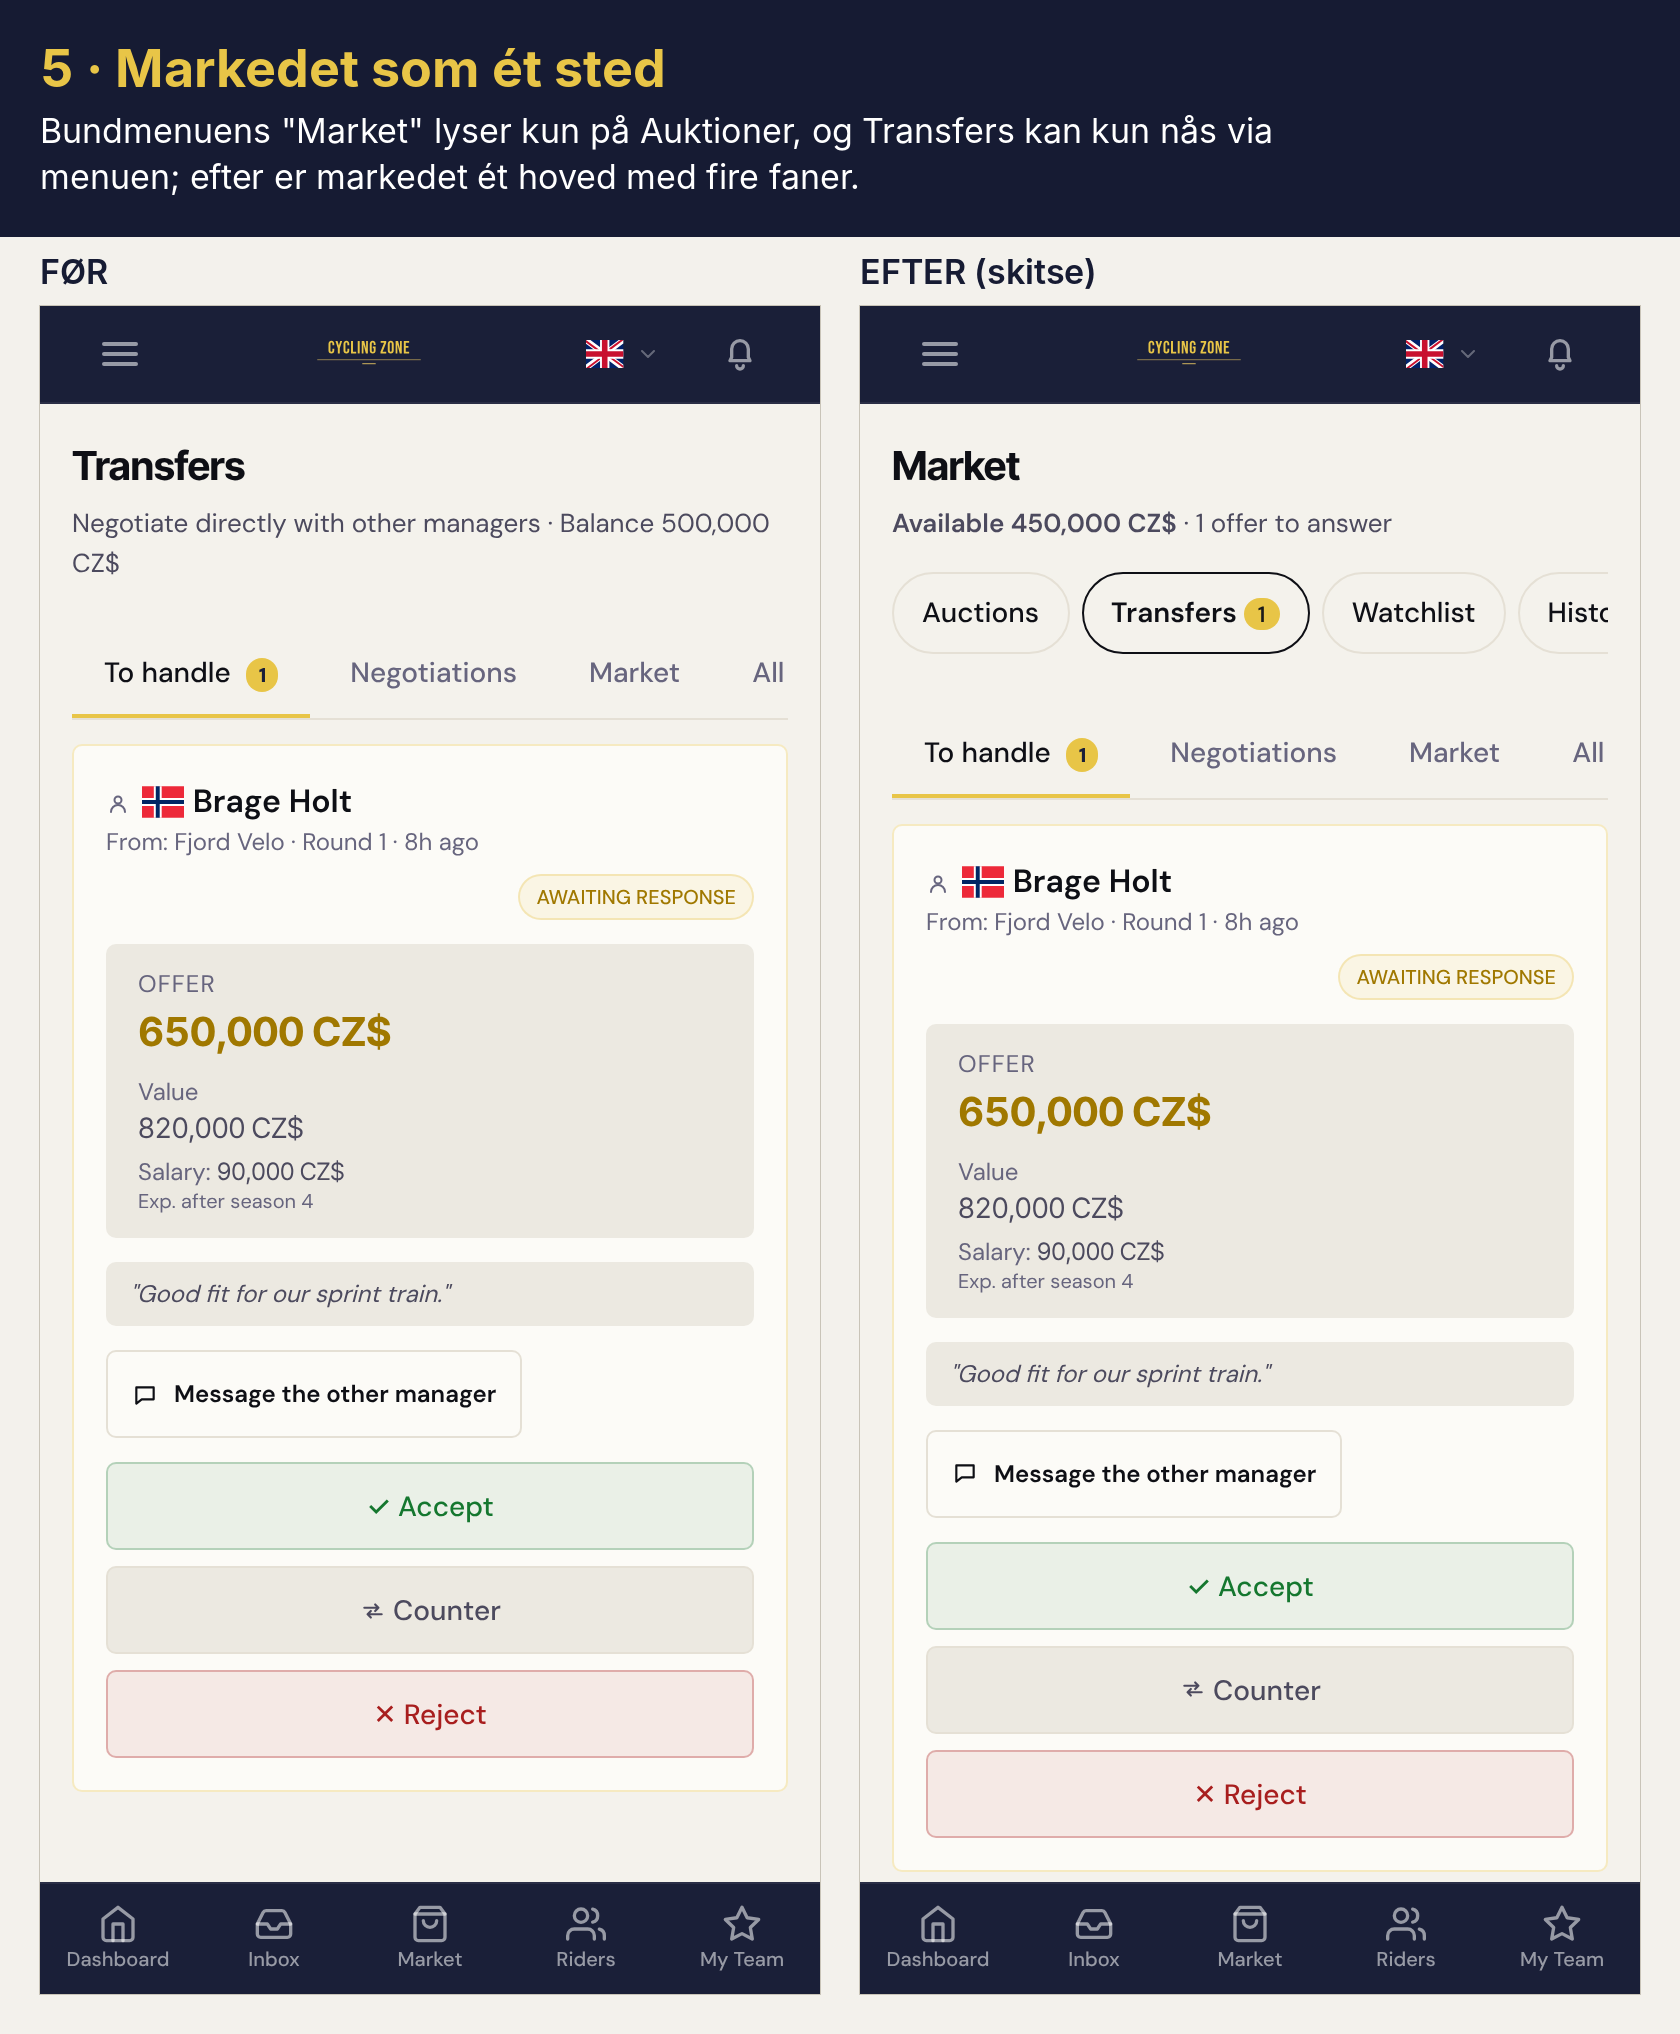 5 · Markedet som ét sted
Bundmenuens "Market" lyser kun på Auktioner, og Transfers kan kun nås via
menuen; efter er markedet ét hoved med fire faner.
FØR
CYCLING ZONE
Transfers
Negotiate directly with other managers · Balance 500,000
CZ$
To handle 1 Negotiations Market All
Brage Holt
From: Fjord Velo · Round 1 · 8h ago
AWAITING RESPONSE
OFFER
650,000 CZ$
Value
820,000 CZ$
Salary: 90,000 CZ$
Exp. after season 4
"Good fit for our sprint train."
Message the other manager
✓ Accept
⇄ Counter
✕ Reject
Dashboard Inbox Market Riders My Team
EFTER (skitse)
CYCLING ZONE
Market
Available 450,000 CZ$ · 1 offer to answer
Auctions Transfers 1 Watchlist Histo
To handle 1 Negotiations Market All
Brage Holt
From: Fjord Velo · Round 1 · 8h ago
AWAITING RESPONSE
OFFER
650,000 CZ$
Value
820,000 CZ$
Salary: 90,000 CZ$
Exp. after season 4
"Good fit for our sprint train."
Message the other manager
✓ Accept
⇄ Counter
✕ Reject
Dashboard Inbox Market Riders My Team